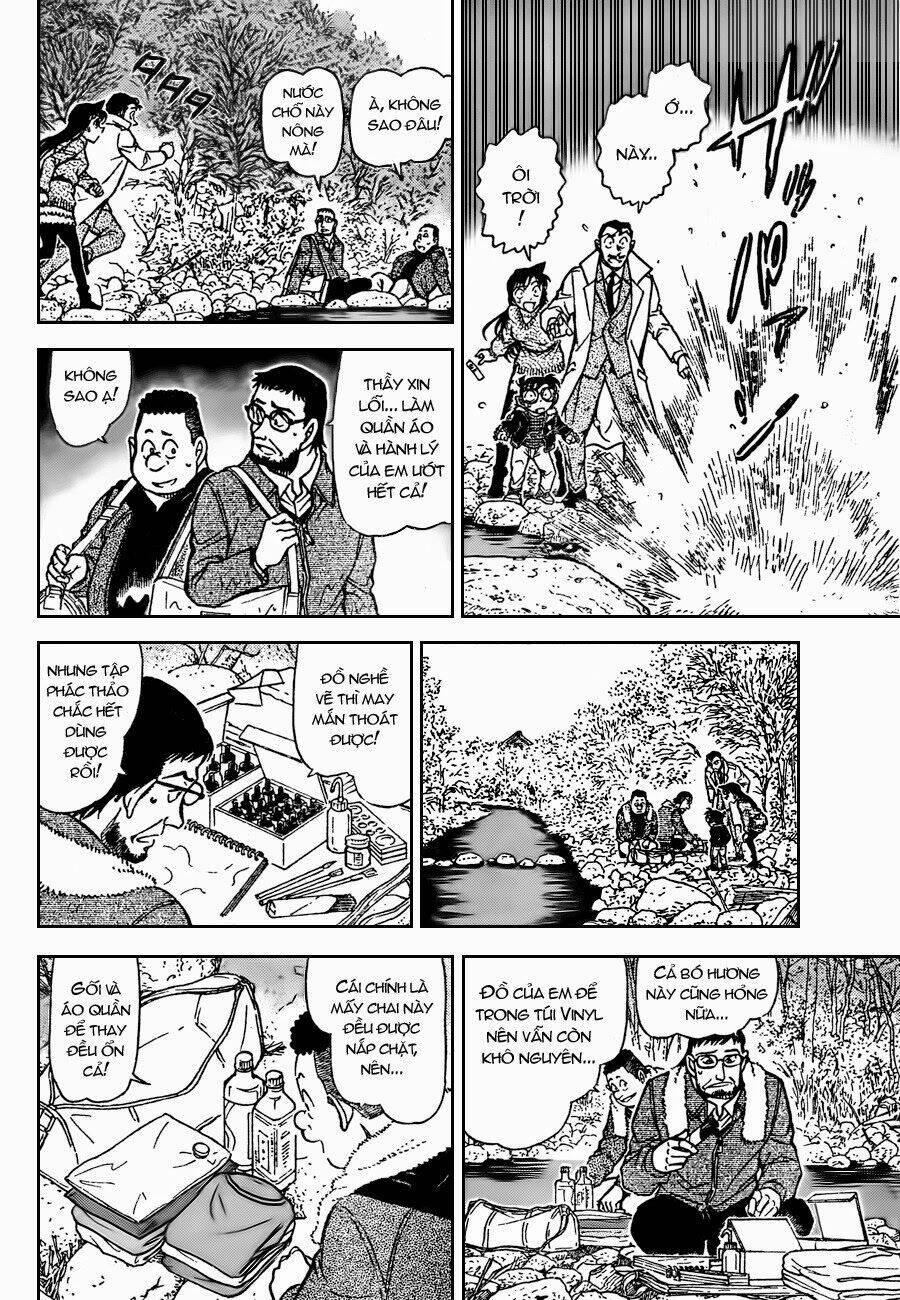 Ớ...
NÀY...
ÔI
TRỜI
!
À, KHÔNG
SAO ĐÂU!
NƯỚC
CHỖ NÀY
NÔNG
MÀ!
THẦY XIN
LỖI... LÀM
QUẦN ÁO
VÀ HÀNH LÝ
CỦA EM ƯỚT
HẾT CẢ!
KHÔNG
SAO Ạ!
ĐỒ NGHỀ
VẼ THÌ MAY
MẮN THOÁT
ĐƯỢC!
NHƯNG TẬP
PHÁC THẢO
CHẮC HẾT
DÙNG
ĐƯỢC
RỒI!
CẢ BÓ HƯƠNG
NÀY CŨNG HỎNG
NỮA...
ĐỒ CỦA EM ĐỂ
TRONG TÚI VINYL
NÊN VẪN CÒN
KHÔ NGUYÊN...
CÁI CHÍNH LÀ
MẤY CHAI NÀY
ĐỀU ĐƯỢC
NẮP CHẶT,
NÊN...
GỐI VÀ
ÁO QUẦN
ĐỂ THAY
ĐỀU ỔN
CẢ!